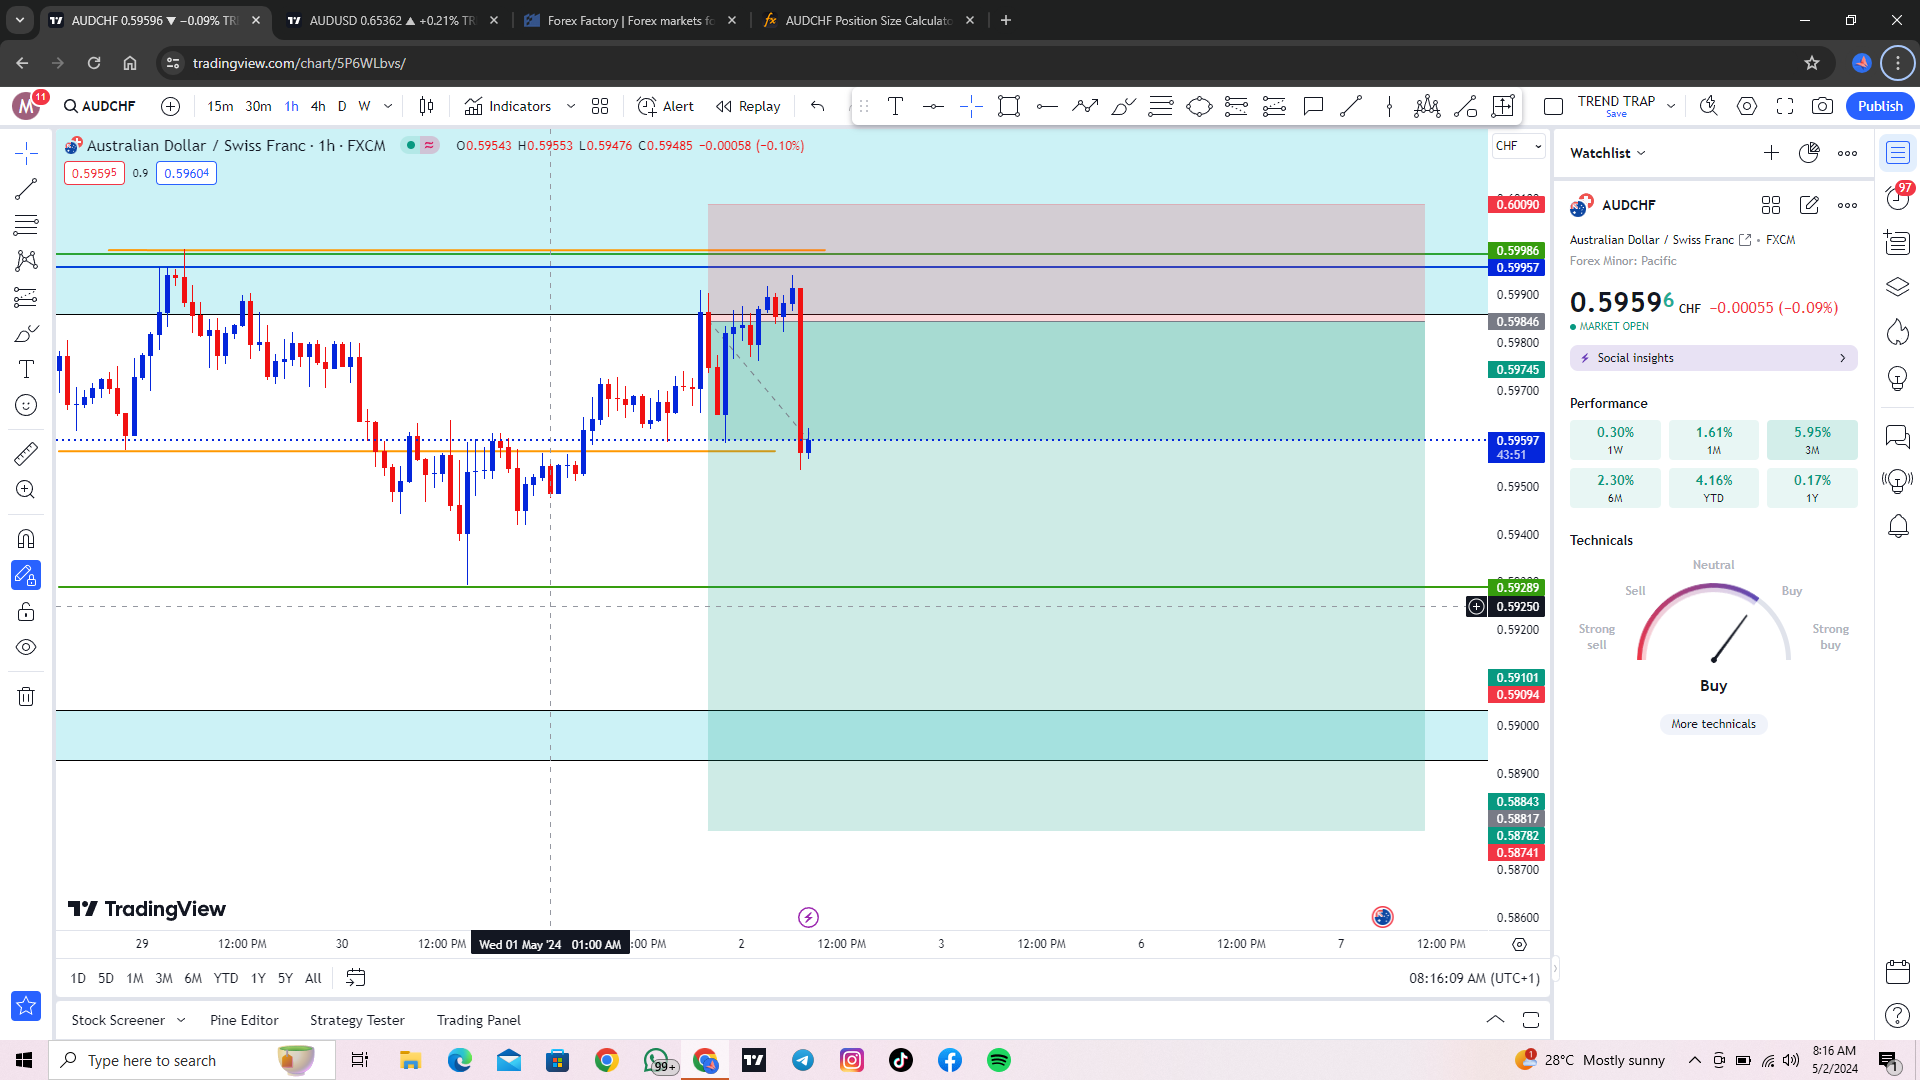 AUDCHF 0.59596 ▼ −0.09% TRI
AUDUSD 0.65362 ▲ +0.21% TR
Forex Factory | Forex markets fo
AUDCHF Position Size Calculato
tradingview.com/chart/5P6WLbvs/
M 11
AUDCHF
15m 30m 1h 4h D W
Indicators
Alert
Replay
TREND TRAP
Save
Publish
Australian Dollar / Swiss Franc · 1h · FXCM
O0.59543 H0.59553 L0.59476 C0.59485 −0.00058 (−0.10%)
0.59595 0.9 0.59604
CHF
0.60090
0.59986
0.59957
0.59900
0.59846
0.59800
0.59745
0.59700
0.59597
43:51
0.59500
0.59400
0.59289
0.59250
0.59200
0.59101
0.59094
0.59000
0.58900
0.58843
0.58817
0.58782
0.58741
0.58700
0.58600
TradingView
29 12:00 PM 30 12:00 PM Wed 01 May '24 01:00 AM :00 PM 2 12:00 PM 3 12:00 PM 6 12:00 PM 7 12:00 PM
1D 5D 1M 3M 6M YTD 1Y 5Y All
08:16:09 AM (UTC+1)
Stock Screener Pine Editor Strategy Tester Trading Panel
Watchlist
97
AUDCHF
Australian Dollar / Swiss Franc • FXCM
Forex Minor: Pacific
0.59596 CHF −0.00055 (−0.09%)
MARKET OPEN
Social insights
Performance
0.30% 1.61% 5.95%
1W 1M 3M
2.30% 4.16% 0.17%
6M YTD 1Y
Technicals
Neutral
Sell Buy
Strong sell
Strong buy
Buy
More technicals
Type here to search
99+
28°C Mostly sunny
8:16 AM
5/2/2024
1